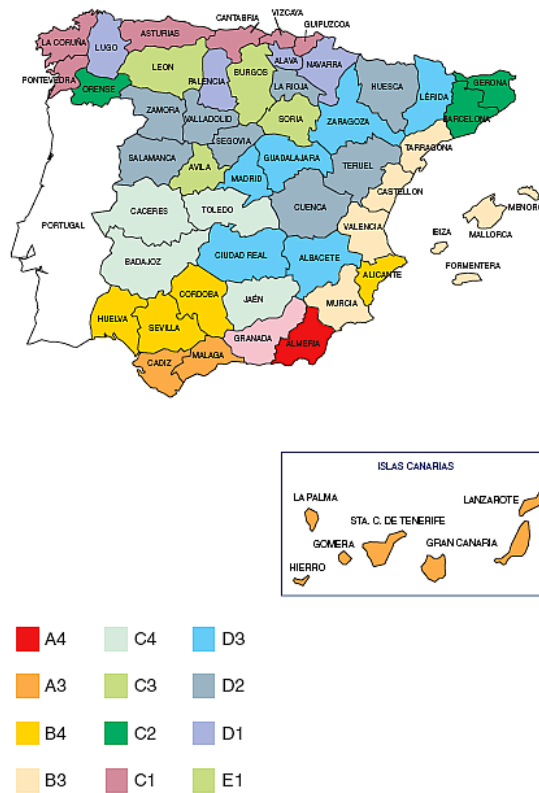 CANTABRIA
VIZCAYA
GUIPUZCOA
LA CORUÑA
LUGO
ASTURIAS
ALAVA
NAVARRA
PONTEVEDRA
ORENSE
LEON
PALENCIA
BURGOS
LA RIOJA
HUESCA
LÉRIDA
GERONA
BARCELONA
ZAMORA
VALLADOLID
SORIA
ZARAGOZA
TARRAGONA
SEGOVIA
SALAMANCA
AVILA
GUADALAJARA
MADRID
TERUEL
CASTELLON
MENOR
MALLORCA
IBIZA
FORMENTERA
PORTUGAL
CACERES
TOLEDO
CUENCA
VALENCIA
BADAJOZ
CIUDAD REAL
ALBACETE
ALICANTE
CORDOBA
JAÉN
MURCIA
HUELVA
SEVILLA
GRANADA
ALMERIA
CADIZ
MALAGA
ISLAS CANARIAS
LA PALMA
LANZAROTE
STA. C. DE TENERIFE
GOMERA
GRAN CANARIA
HIERRO
A4
C4
D3
A3
C3
D2
B4
C2
D1
B3
C1
E1